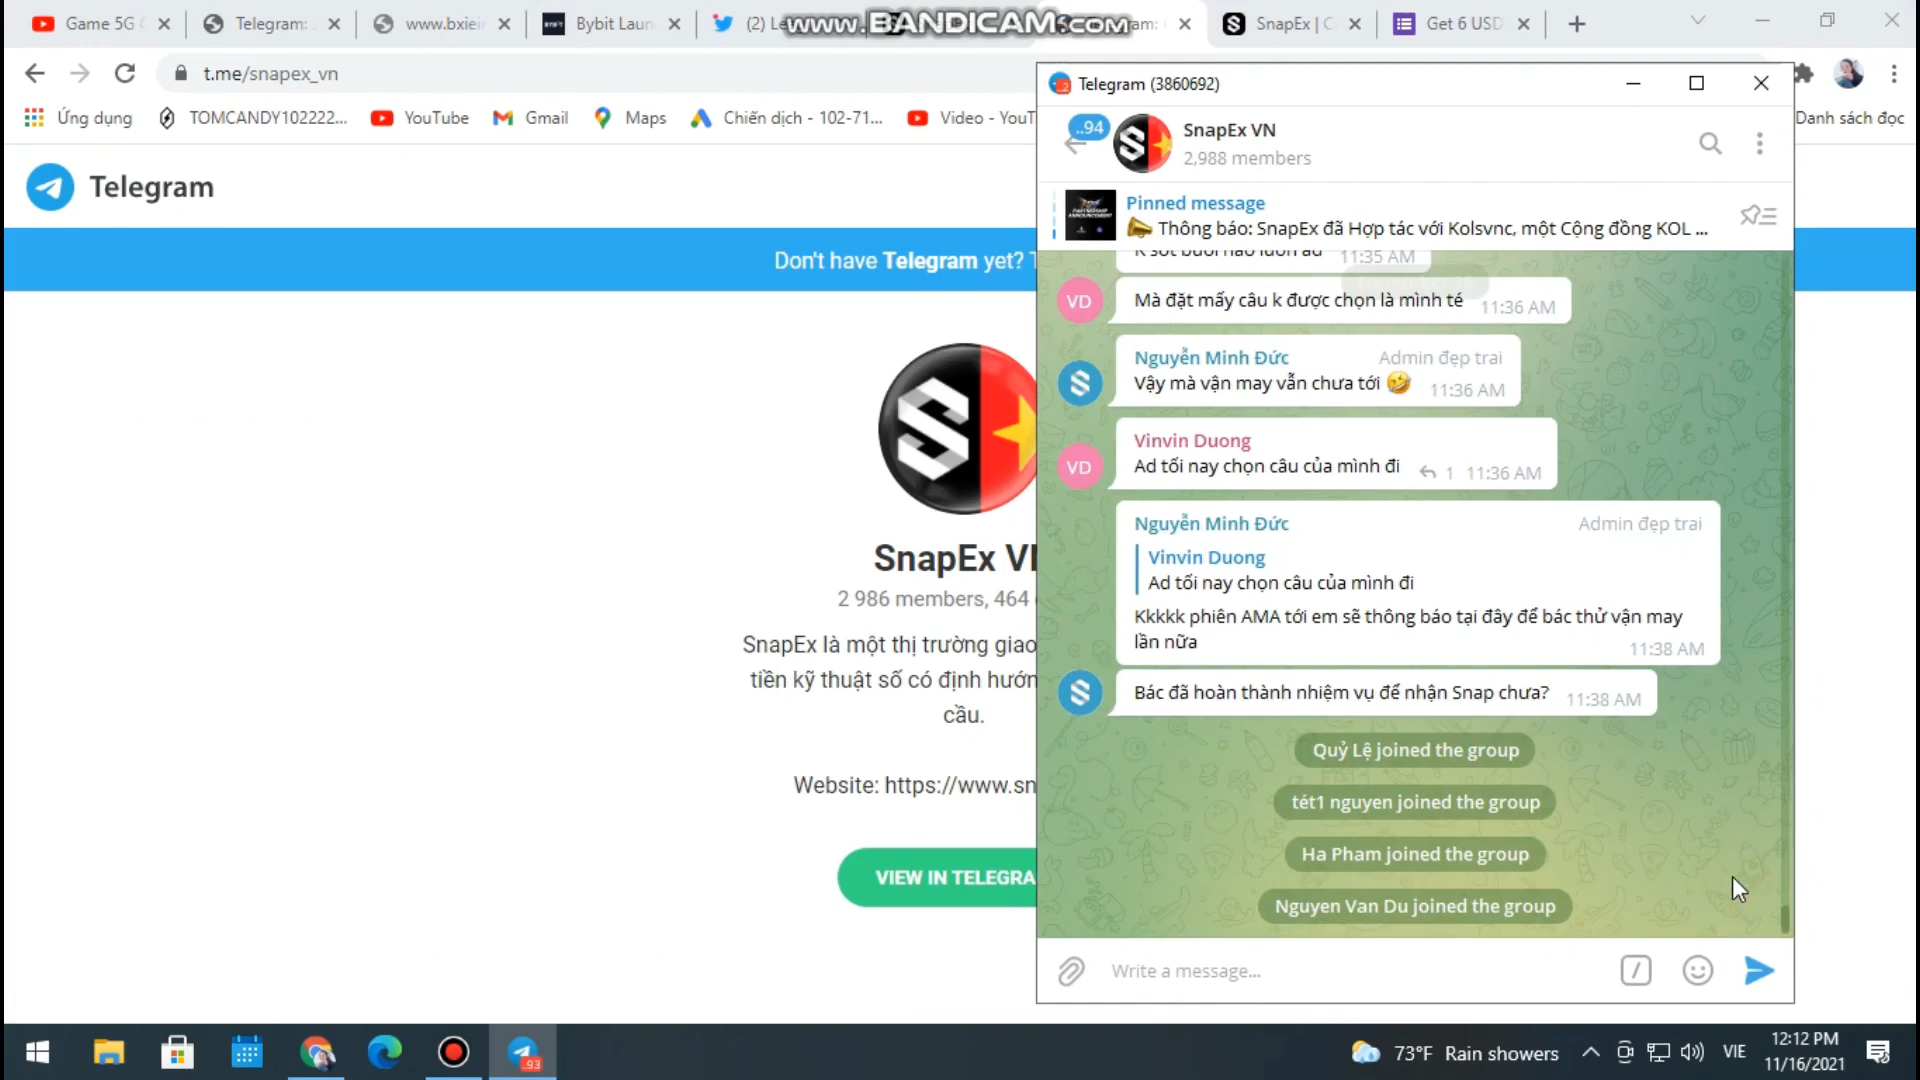 Game 5G
Telegram:
www.bxiei
Bybit Laun
(2) Le
www.BANDICAM.com
SnapEx | C
Get 6 USD
t.me/snapex_vn
Ứng dụng
TOMCANDY102222...
YouTube
Gmail
Maps
Chiến dịch - 102-71...
Video - YouT
Danh sách đọc
Telegram
Don't have Telegram yet?
SnapEx V
2 986 members, 464
SnapEx là một thị trường giao
tiền kỹ thuật số có định hướn
cầu.
Website: https://www.sn
VIEW IN TELEGRA
Telegram (3860692)
..94
SnapEx VN
2,988 members
Pinned message
Thông báo: SnapEx đã Hợp tác với Kolsvnc, một Cộng đồng KOL ...
11:35 AM
VD
Mà đặt mấy câu k được chọn là mình té 11:36 AM
Nguyễn Minh Đức Admin đẹp trai
Vậy mà vận may vẫn chưa tới 🤣 11:36 AM
Vinvin Duong
VD
Ad tối nay chọn câu của mình đi 1 11:36 AM
Nguyễn Minh Đức Admin đẹp trai
Vinvin Duong
Ad tối nay chọn câu của mình đi
Kkkkk phiên AMA tới em sẽ thông báo tại đây để bác thử vận may
lần nữa
11:38 AM
Bác đã hoàn thành nhiệm vụ để nhận Snap chưa? 11:38 AM
Quỷ Lệ joined the group
tét1 nguyen joined the group
Ha Pham joined the group
Nguyen Van Du joined the group
Write a message...
93
73°F Rain showers
VIE
12:12 PM
11/16/2021